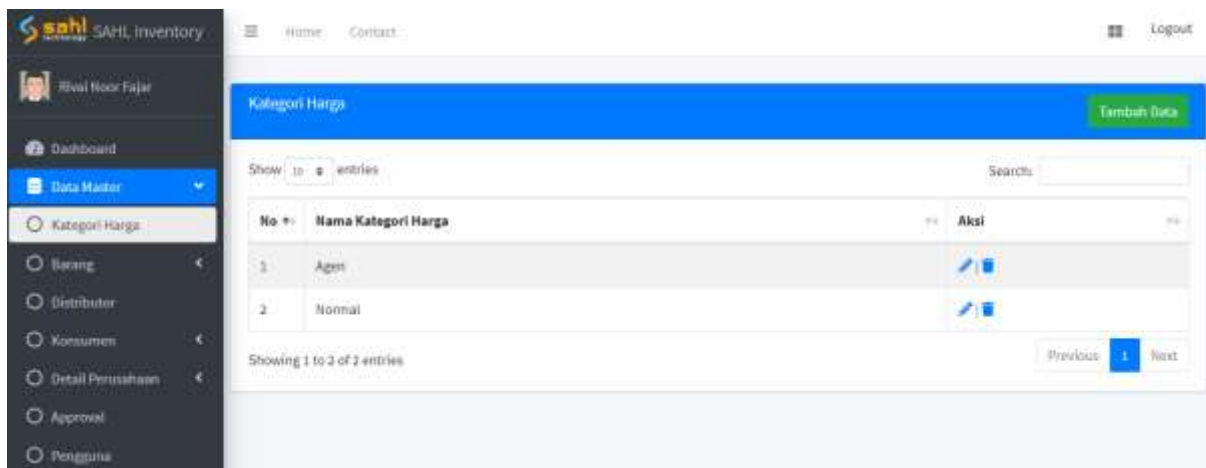 sahl technology SAHL Inventory
Home Contact
Logout
Rival Noor Fajar
Kategori Harga
Tambah Data
Dashboard
Data Master
Kategori Harga
Barang
Distributor
Konsumen
Detail Perusahaan
Approval
Pengguna
Show 10 entries
Search:
No Nama Kategori Harga Aksi
1 Agen
2 Normal
Showing 1 to 2 of 2 entries
Previous 1 Next